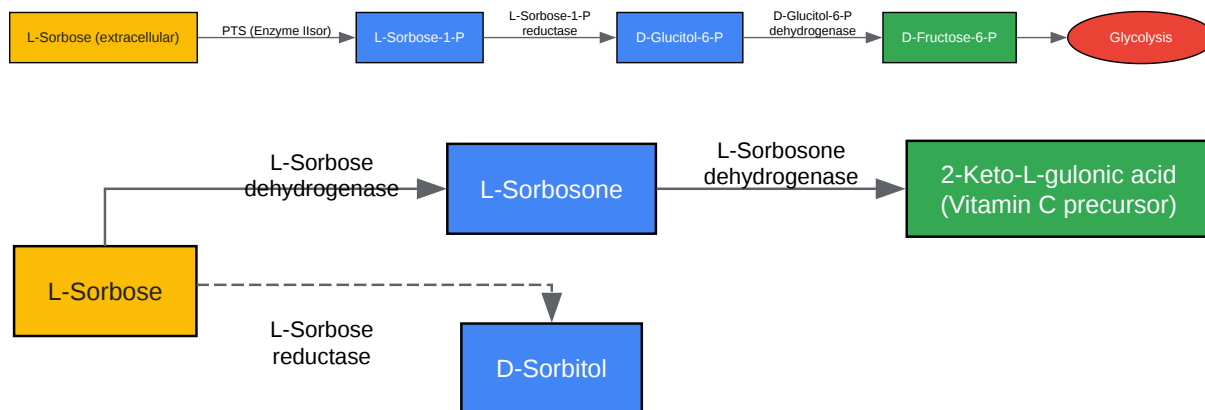 L-Sorbose (extracellular)
PTS (Enzyme IIsor)
L-Sorbose-1-P
L-Sorbose-1-P
reductase
D-Glucitol-6-P
D-Glucitol-6-P
dehydrogenase
D-Fructose-6-P
Glycolysis
L-Sorbose
dehydrogenase
L-Sorbosone
L-Sorbosone
dehydrogenase
2-Keto-L-gulonic acid
(Vitamin C precursor)
L-Sorbose
L-Sorbose
reductase
D-Sorbitol